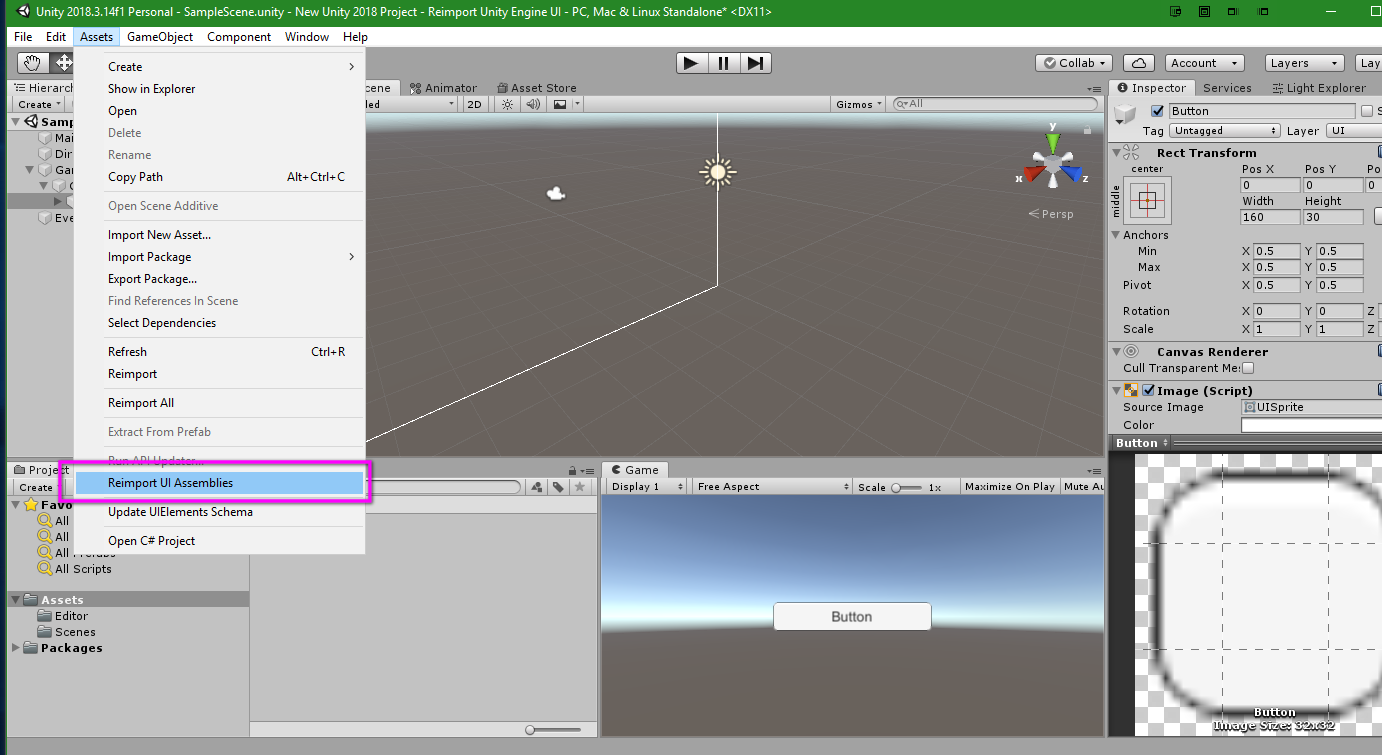 Unity 2018.3.14f1 Personal - SampleScene.unity - New Unity 2018 Project - Reimport Unity Engine UI - PC, Mac & Linux Standalone* <DX11>
File Edit Assets GameObject Component Window Help
Collab Account Layers Lay
Hierarch
Create
Samp
Mai
Dir
Gam
Eve
Create
Show in Explorer
Open
Delete
Rename
Copy Path Alt+Ctrl+C
Open Scene Additive
Import New Asset...
Import Package
Export Package...
Find References In Scene
Select Dependencies
Refresh Ctrl+R
Reimport
Reimport All
Extract From Prefab
Run API Updater...
Reimport UI Assemblies
Update UIElements Schema
Open C# Project
cene Animator Asset Store
ded 2D Gizmos All
y
x z
Persp
Inspector Services Light Explorer
Button S
Tag Untagged Layer UI
Rect Transform
center Pos X Pos Y Po
middle 0 0 0
Width Height
160 30
Anchors
Min X 0.5 Y 0.5
Max X 0.5 Y 0.5
Pivot X 0.5 Y 0.5
Rotation X 0 Y 0 Z
Scale X 1 Y 1 Z
Canvas Renderer
Cull Transparent Me
Image (Script)
Source Image UISprite
Color
Button
Button
Image Size: 32x32
Project
Create
Favo
All
All
All Prefabs
All Scripts
Assets
Editor
Scenes
Packages
Game
Display 1 Free Aspect Scale 1x Maximize On Play Mute Au
Button